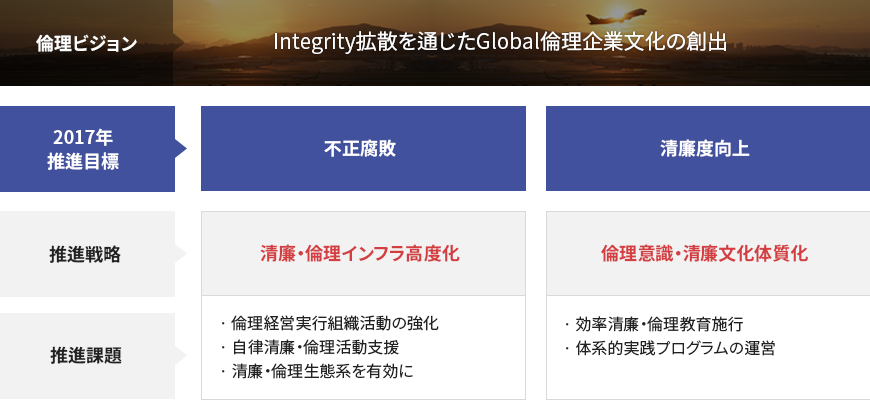 倫理ビジョン
Integrity拡散を通じたGlobal倫理企業文化の創出
2017年
推進目標
不正腐敗
清廉度向上
推進戦略
清廉・倫理インフラ高度化
倫理意識・清廉文化体質化
推進課題
· 倫理経営実行組織活動の強化
· 自律清廉・倫理活動支援
· 清廉・倫理生態系を有効に
· 効率清廉・倫理教育施行
· 体系的実践プログラムの運営